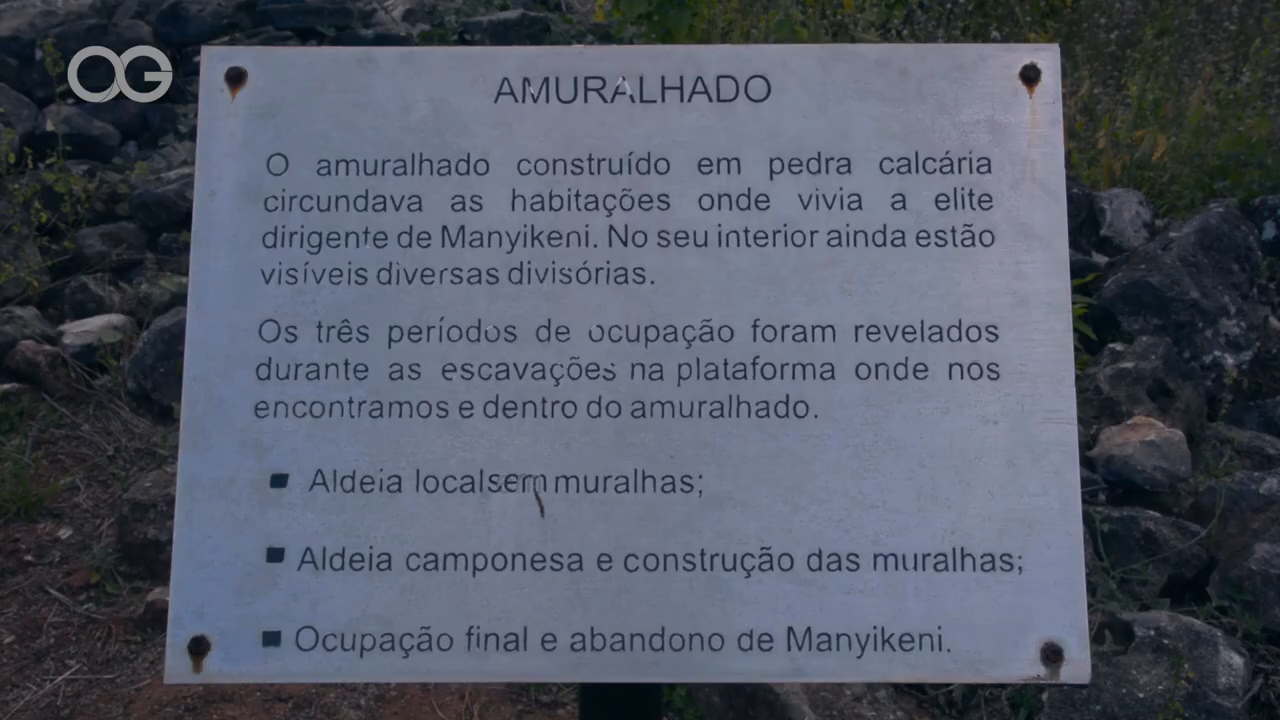 OG
AMURALHADO
O amuralhado construído em pedra calcária
circundava as habitações onde vivia a elite
dirigente de Manyikeni. No seu interior ainda estão
visíveis diversas divisórias.
Os três períodos de ocupação foram revelados
durante as escavações na plataforma onde nos
encontramos e dentro do amuralhado.
Aldeia local sem muralhas;
Aldeia camponesa e construção das muralhas;
Ocupação final e abandono de Manyikeni.